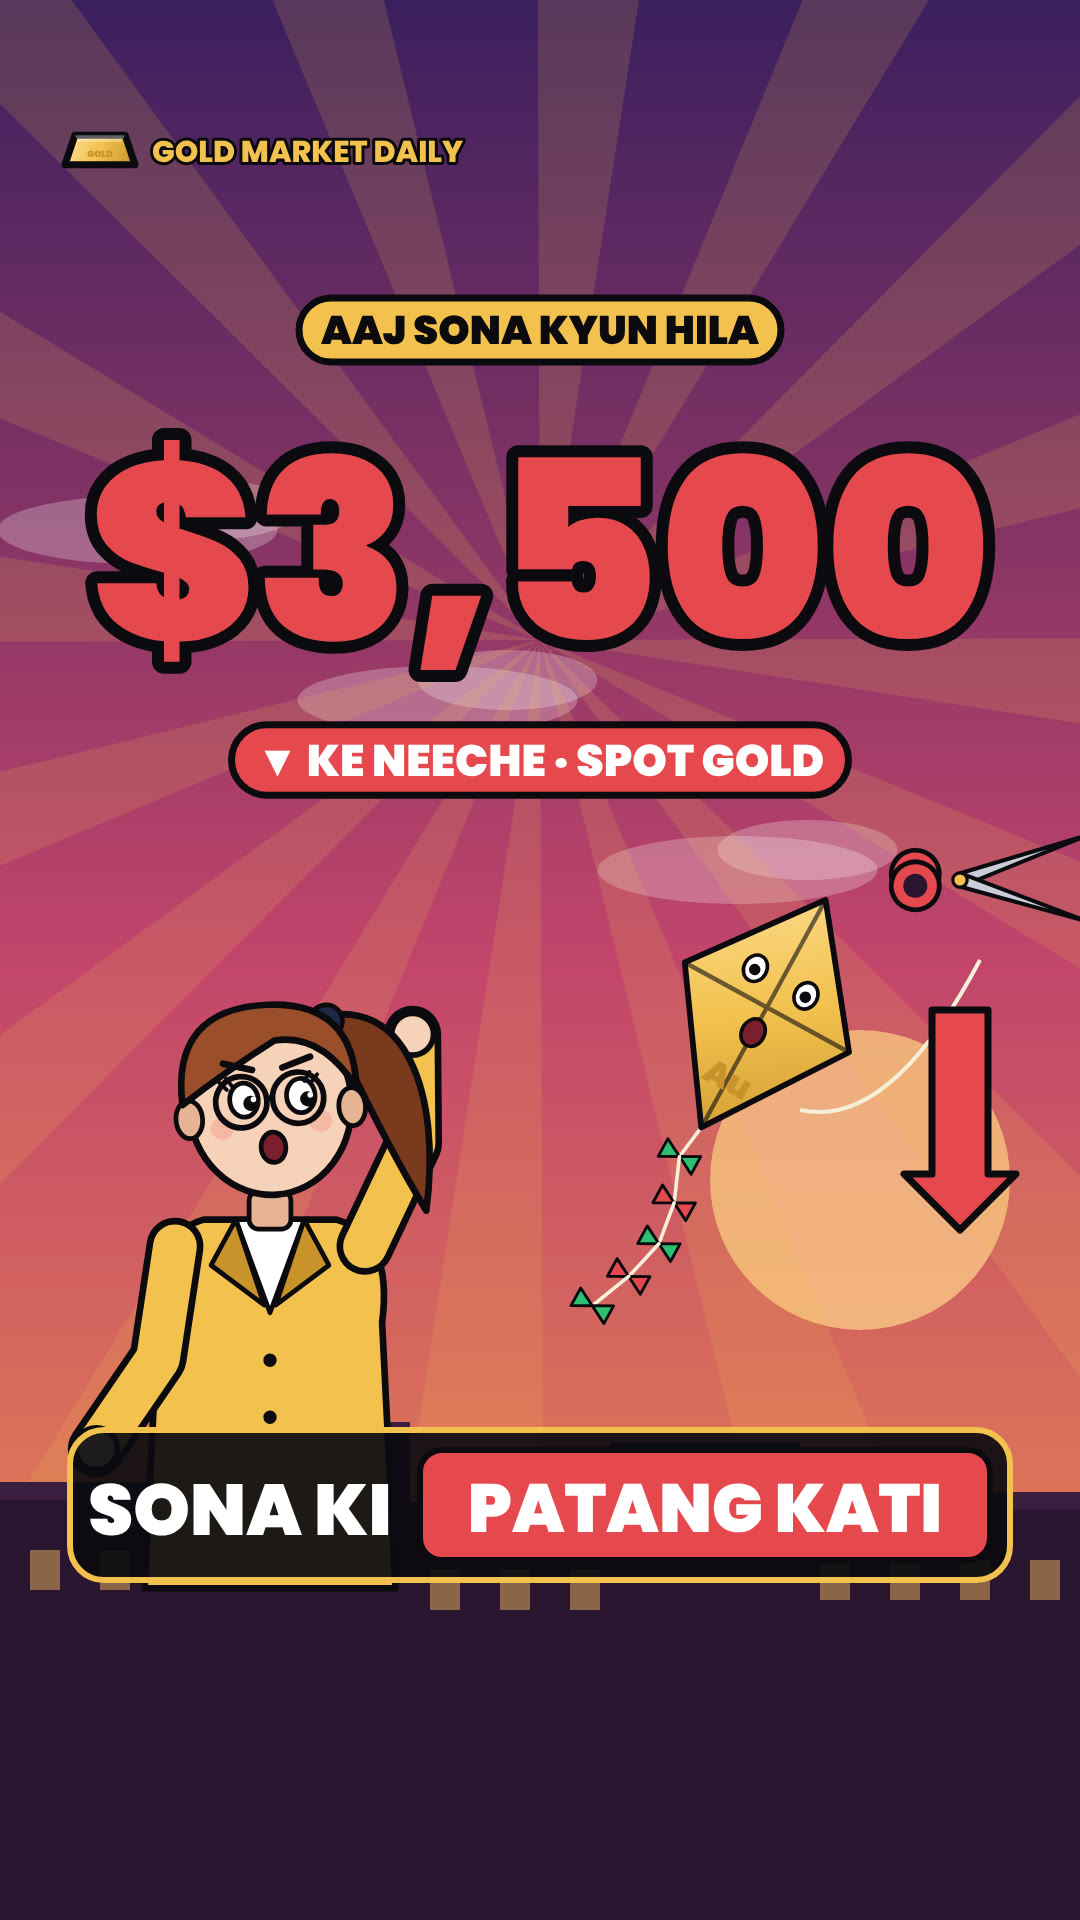 GOLD
GOLD MARKET DAILY
AAJ SONA KYUN HILA
$3,500
▼ KE NEECHE · SPOT GOLD
Au
SONA KI PATANG KATI